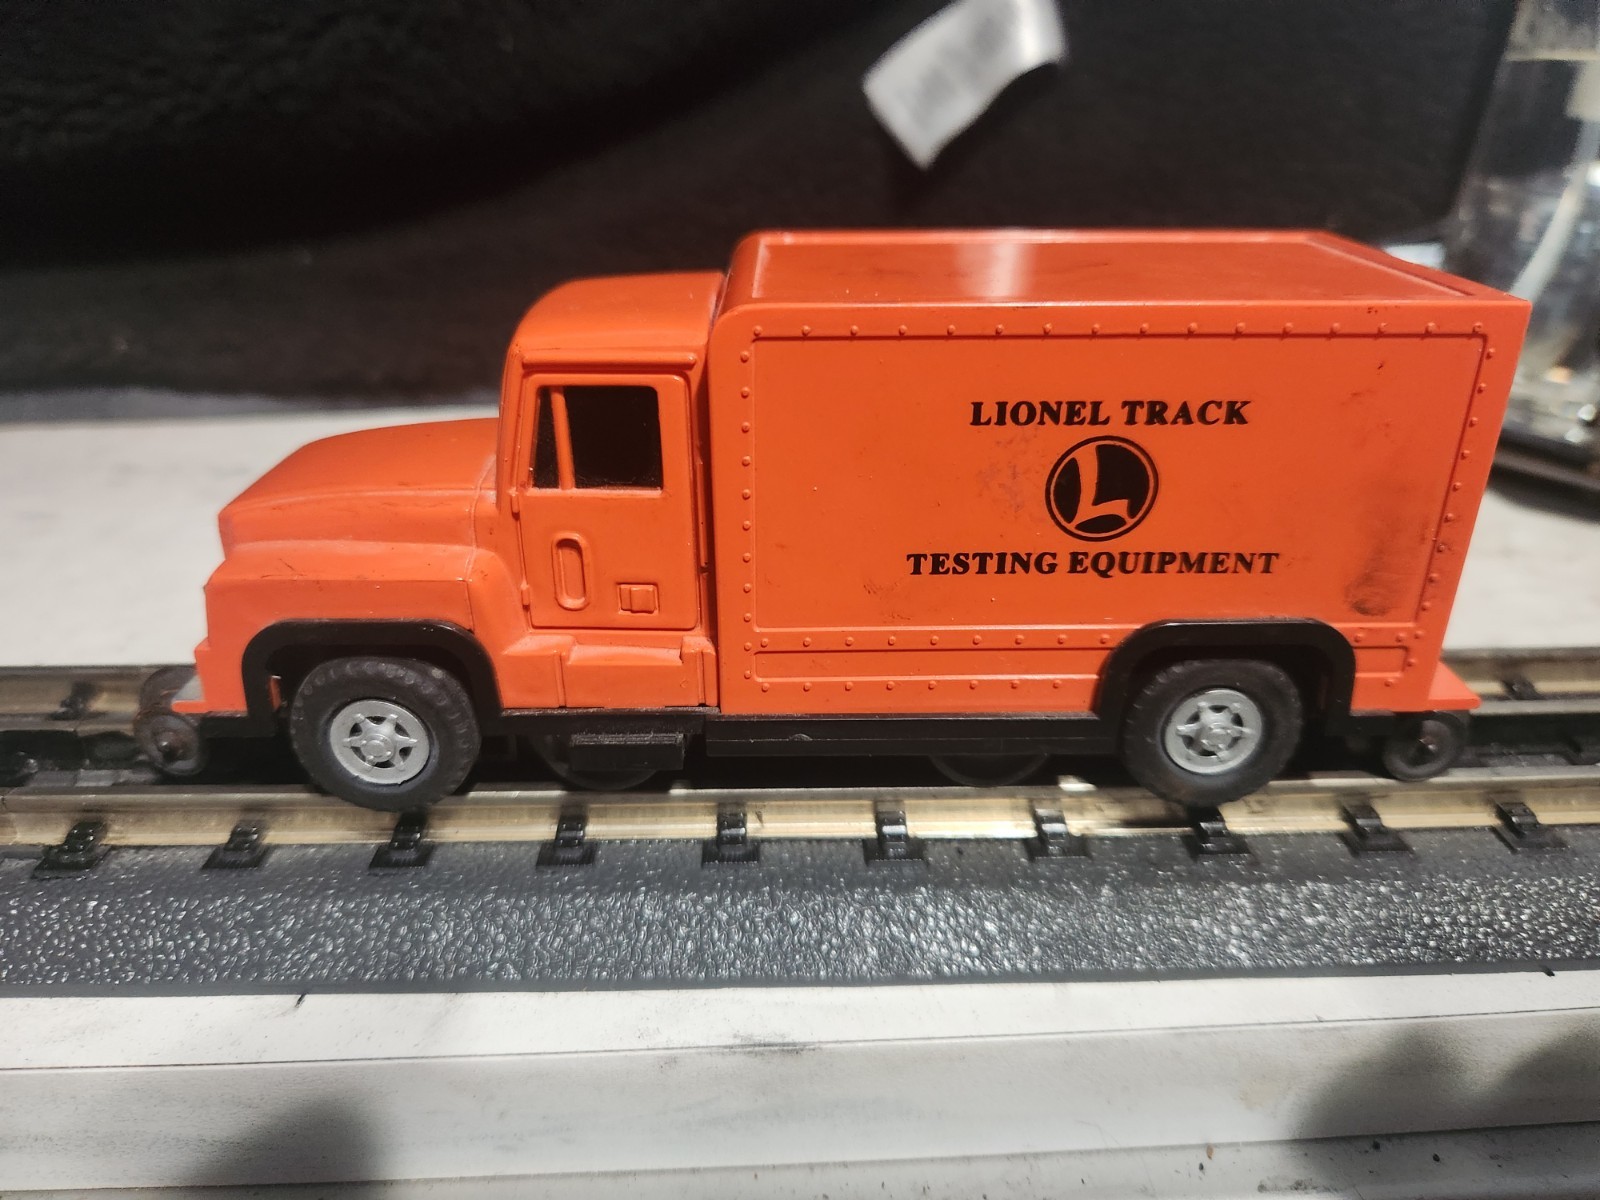 LIONEL TRACK
L
TESTING EQUIPMENT